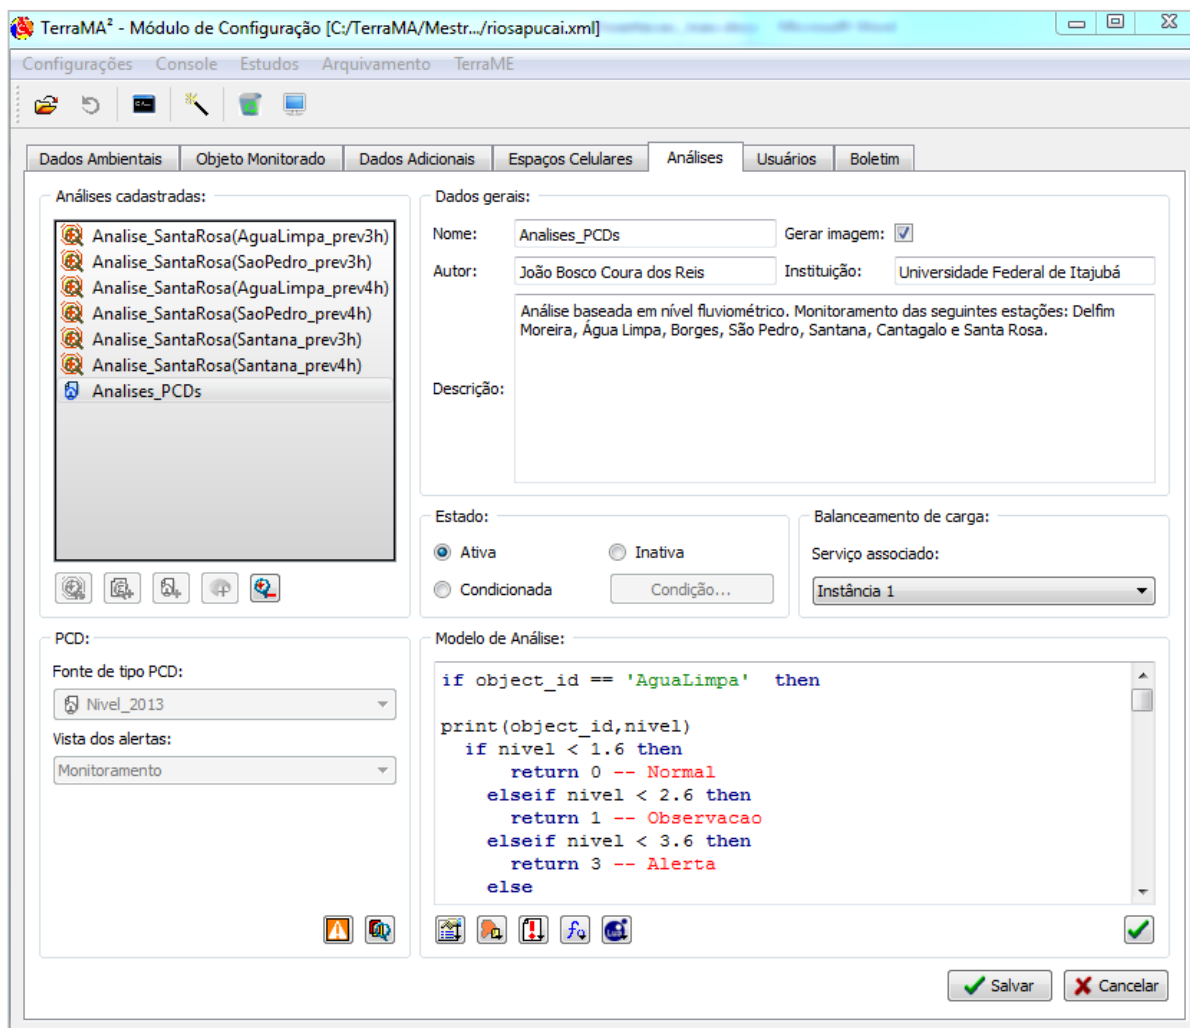 TerraMA² - Módulo de Configuração [C:/TerraMA/Mestr.../riosapucai.xml]
Configurações Console Estudos Arquivamento TerraME
Dados Ambientais Objeto Monitorado Dados Adicionais Espaços Celulares Análises Usuários Boletim
Análises cadastradas:
Analise_SantaRosa(AguaLimpa_prev3h)
Analise_SantaRosa(SaoPedro_prev3h)
Analise_SantaRosa(AguaLimpa_prev4h)
Analise_SantaRosa(SaoPedro_prev4h)
Analise_SantaRosa(Santana_prev3h)
Analise_SantaRosa(Santana_prev4h)
Analises_PCDs
Dados gerais:
Nome: Analises_PCDs Gerar imagem:
Autor: João Bosco Coura dos Reis Instituição: Universidade Federal de Itajubá
Descrição:
Análise baseada em nível fluviométrico. Monitoramento das seguintes estações: Delfim
Moreira, Água Limpa, Borges, São Pedro, Santana, Cantagalo e Santa Rosa.
Estado:
Ativa Inativa
Condicionada Condição...
Balanceamento de carga:
Serviço associado:
Instância 1
PCD:
Fonte de tipo PCD:
Nivel_2013
Vista dos alertas:
Monitoramento
Modelo de Análise:
if object_id == 'AguaLimpa' then
print(object_id,nivel)
if nivel < 1.6 then
return 0 -- Normal
elseif nivel < 2.6 then
return 1 -- Observacao
elseif nivel < 3.6 then
return 3 -- Alerta
else
Salvar Cancelar